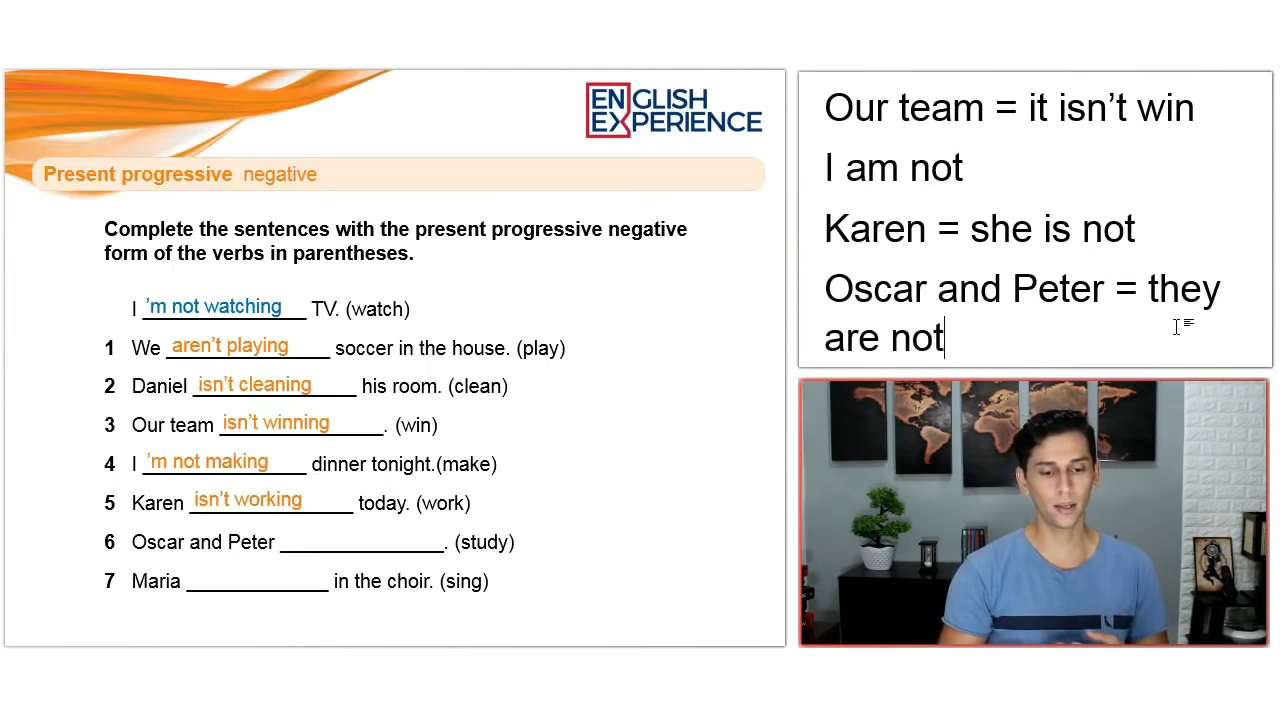 ENGLISH
EXPERIENCE
Present progressive negative
Complete the sentences with the present progressive negative
form of the verbs in parentheses.
I 'm not watching TV. (watch)
1 We aren't playing soccer in the house. (play)
2 Daniel isn't cleaning his room. (clean)
3 Our team isn't winning. (win)
4 I 'm not making dinner tonight.(make)
5 Karen isn't working today. (work)
6 Oscar and Peter ________________. (study)
7 Maria ______________ in the choir. (sing)
Our team = it isn't win
I am not
Karen = she is not
Oscar and Peter = they
are not